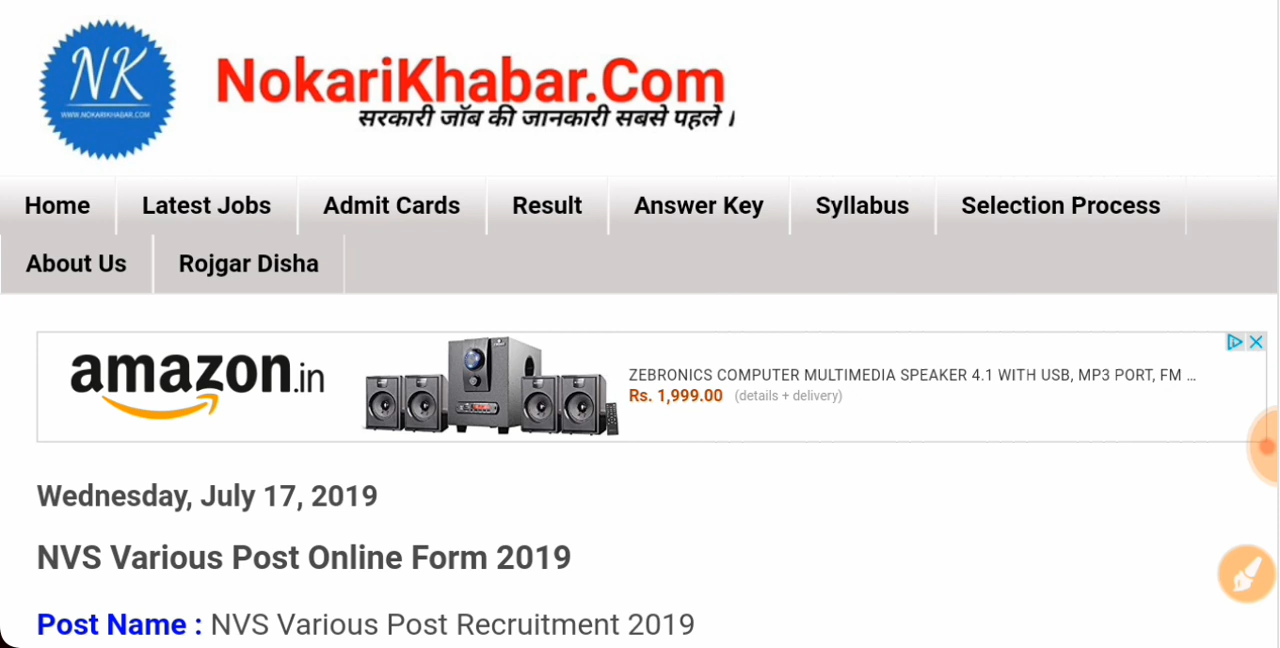 NK
WWW.NOKARIKHABAR.COM
NokariKhabar.Com
सरकारी जॉब की जानकारी सबसे पहले ।
Home Latest Jobs Admit Cards Result Answer Key Syllabus Selection Process
About Us Rojgar Disha
amazon.in
ZEBRONICS COMPUTER MULTIMEDIA SPEAKER 4.1 WITH USB, MP3 PORT, FM ...
Rs. 1,999.00 (details + delivery)
Wednesday, July 17, 2019
NVS Various Post Online Form 2019
Post Name : NVS Various Post Recruitment 2019